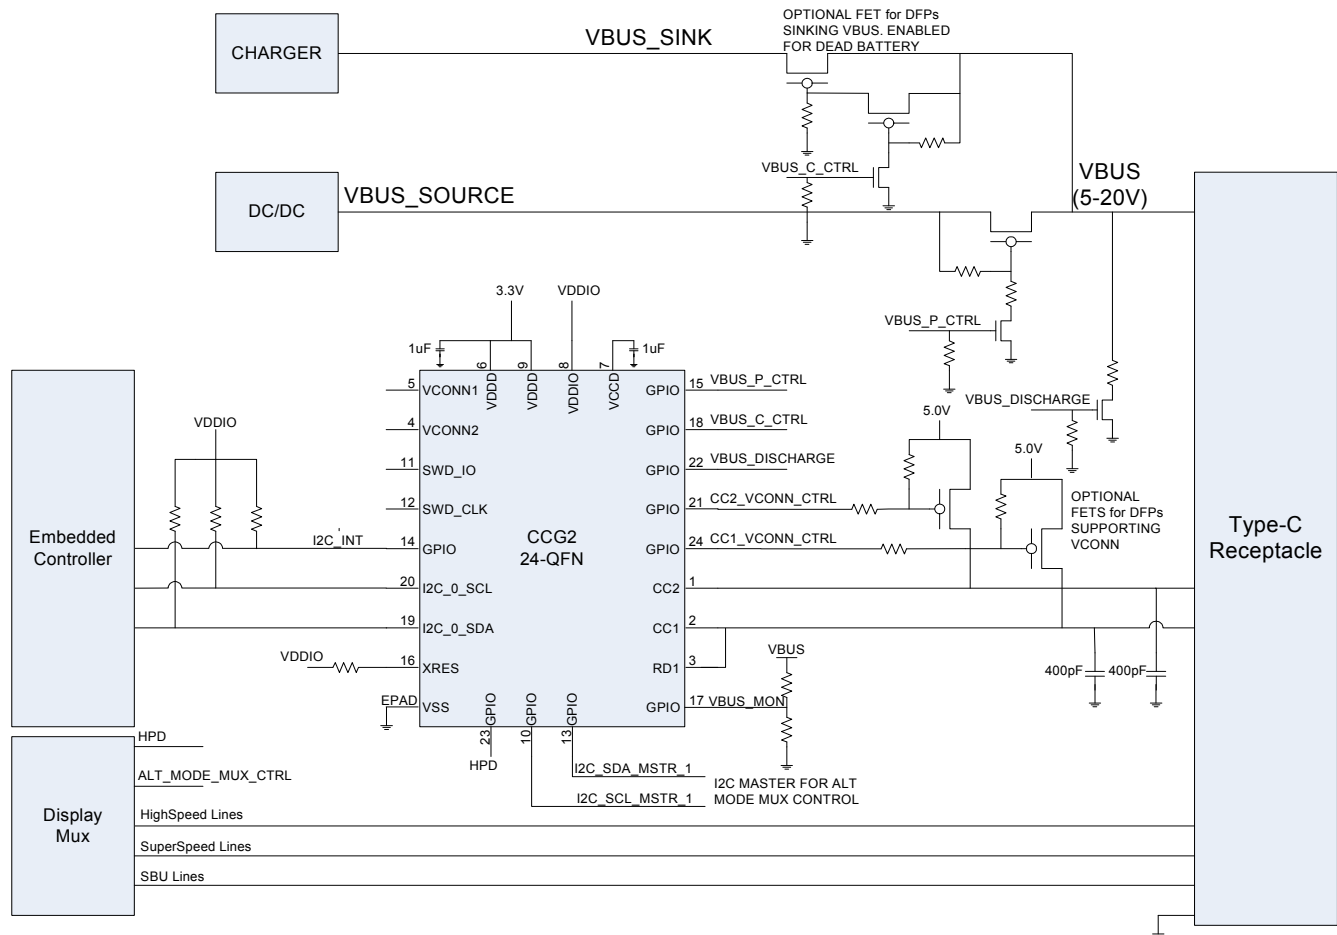 OPTIONAL FET for DFPs
SINKING VBUS. ENABLED
FOR DEAD BATTERY
CHARGER
VBUS_SINK
VBUS_C_CTRL
DC/DC
VBUS_SOURCE
VBUS
(5-20V)
VBUS_P_CTRL
VBUS_DISCHARGE
3.3V
VDDIO
1uF
1uF
6
9
8
7
VDDD
VDDD
VDDIO
VCCD
5
VCONN1
4
VCONN2
11
SWD_IO
12
SWD_CLK
14
GPIO
20
I2C_0_SCL
19
I2C_0_SDA
16
XRES
EPAD
VSS
CCG2
24-QFN
GPIO
15
VBUS_P_CTRL
GPIO
18
VBUS_C_CTRL
GPIO
22
VBUS_DISCHARGE
GPIO
21
CC2_VCONN_CTRL
GPIO
24
CC1_VCONN_CTRL
CC2
1
CC1
2
RD1
3
GPIO
17
VBUS_MON
VBUS
5.0V
5.0V
OPTIONAL
FETS for DFPs
SUPPORTING
VCONN
400pF
400pF
Type-C
Receptacle
VDDIO
Embedded
Controller
I2C_INT
VDDIO
GPIO
GPIO
GPIO
23
10
13
HPD
I2C_SDA_MSTR_1
I2C_SCL_MSTR_1
I2C MASTER FOR ALT
MODE MUX CONTROL
Display
Mux
HPD
ALT_MODE_MUX_CTRL
HighSpeed Lines
SuperSpeed Lines
SBU Lines